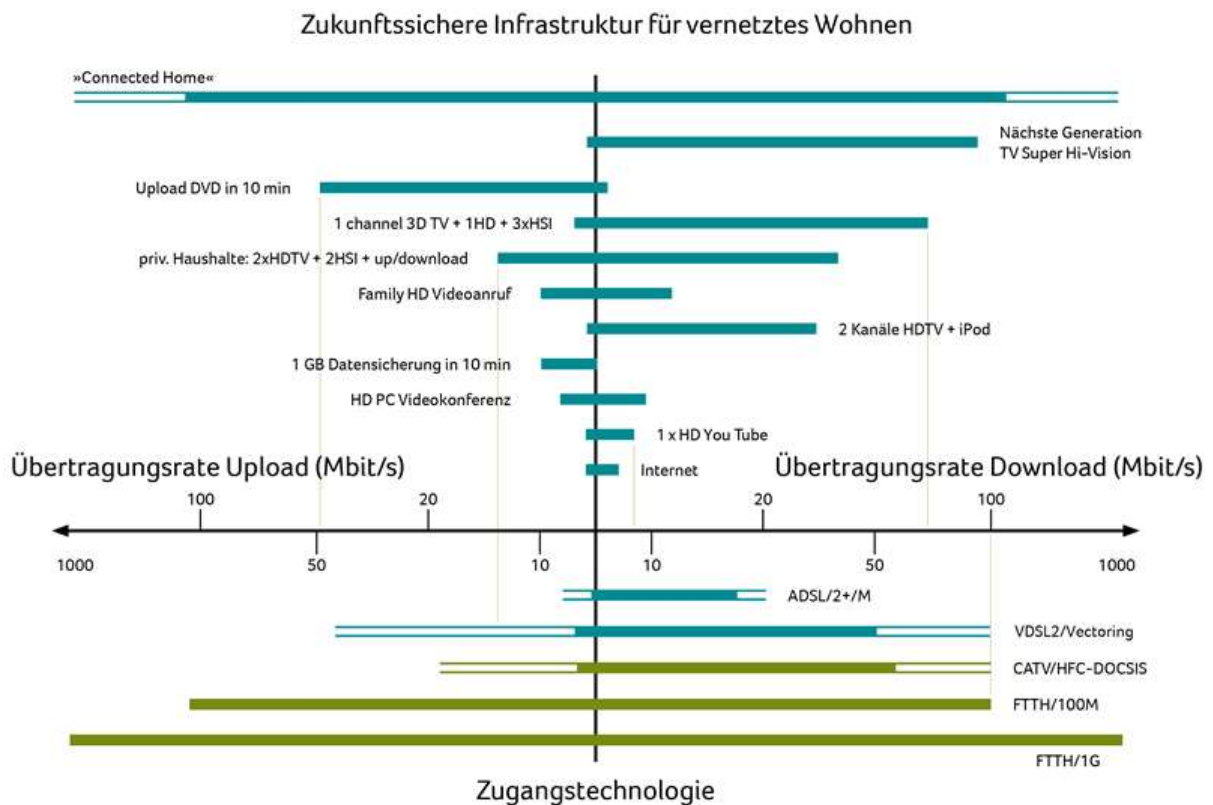 Zukunftssichere Infrastruktur für vernetztes Wohnen
»Connected Home«
Nächste Generation
TV Super Hi-Vision
Upload DVD in 10 min
1 channel 3D TV + 1HD + 3xHSI
priv. Haushalte: 2xHDTV + 2HSI + up/download
Family HD Videoanruf
2 Kanäle HDTV + iPod
1 GB Datensicherung in 10 min
HD PC Videokonferenz
1 x HD You Tube
Internet
Übertragungsrate Upload (Mbit/s)
Übertragungsrate Download (Mbit/s)
100 20 20 100
1000 50 10 10 50 1000
ADSL/2+/M
VDSL2/Vectoring
CATV/HFC-DOCSIS
FTTH/100M
FTTH/1G
Zugangstechnologie